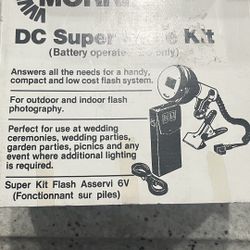 DC Super Kit
(Battery operated only)
Answers all the needs for a handy,
compact and low cost flash system.
For outdoor and indoor flash
photography.
Perfect for use at wedding
ceremonies, wedding parties,
garden parties, picnics and any
event where additional lighting
is required.
Super Kit Flash Asservi 6V
(Fonctionnant sur piles)